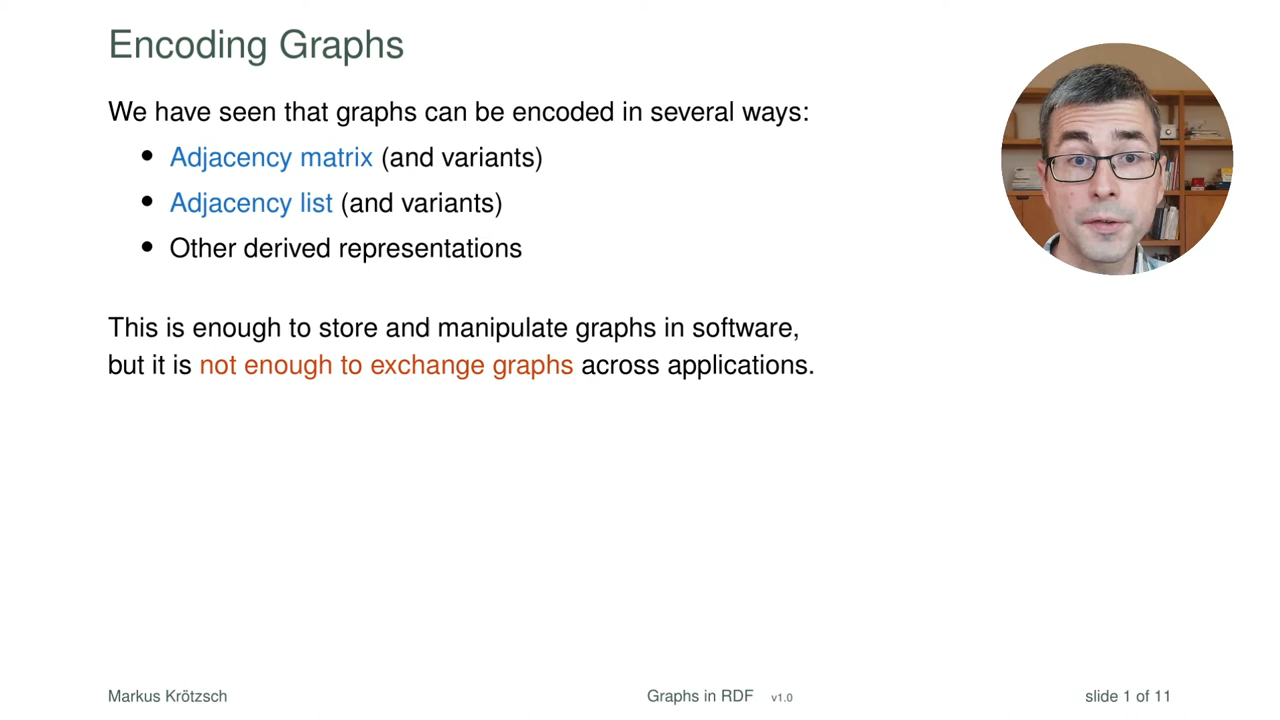 Encoding Graphs
We have seen that graphs can be encoded in several ways:
• Adjacency matrix (and variants)
• Adjacency list (and variants)
• Other derived representations
This is enough to store and manipulate graphs in software,
but it is not enough to exchange graphs across applications.
Markus Krötzsch Graphs in RDF v1.0 slide 1 of 11